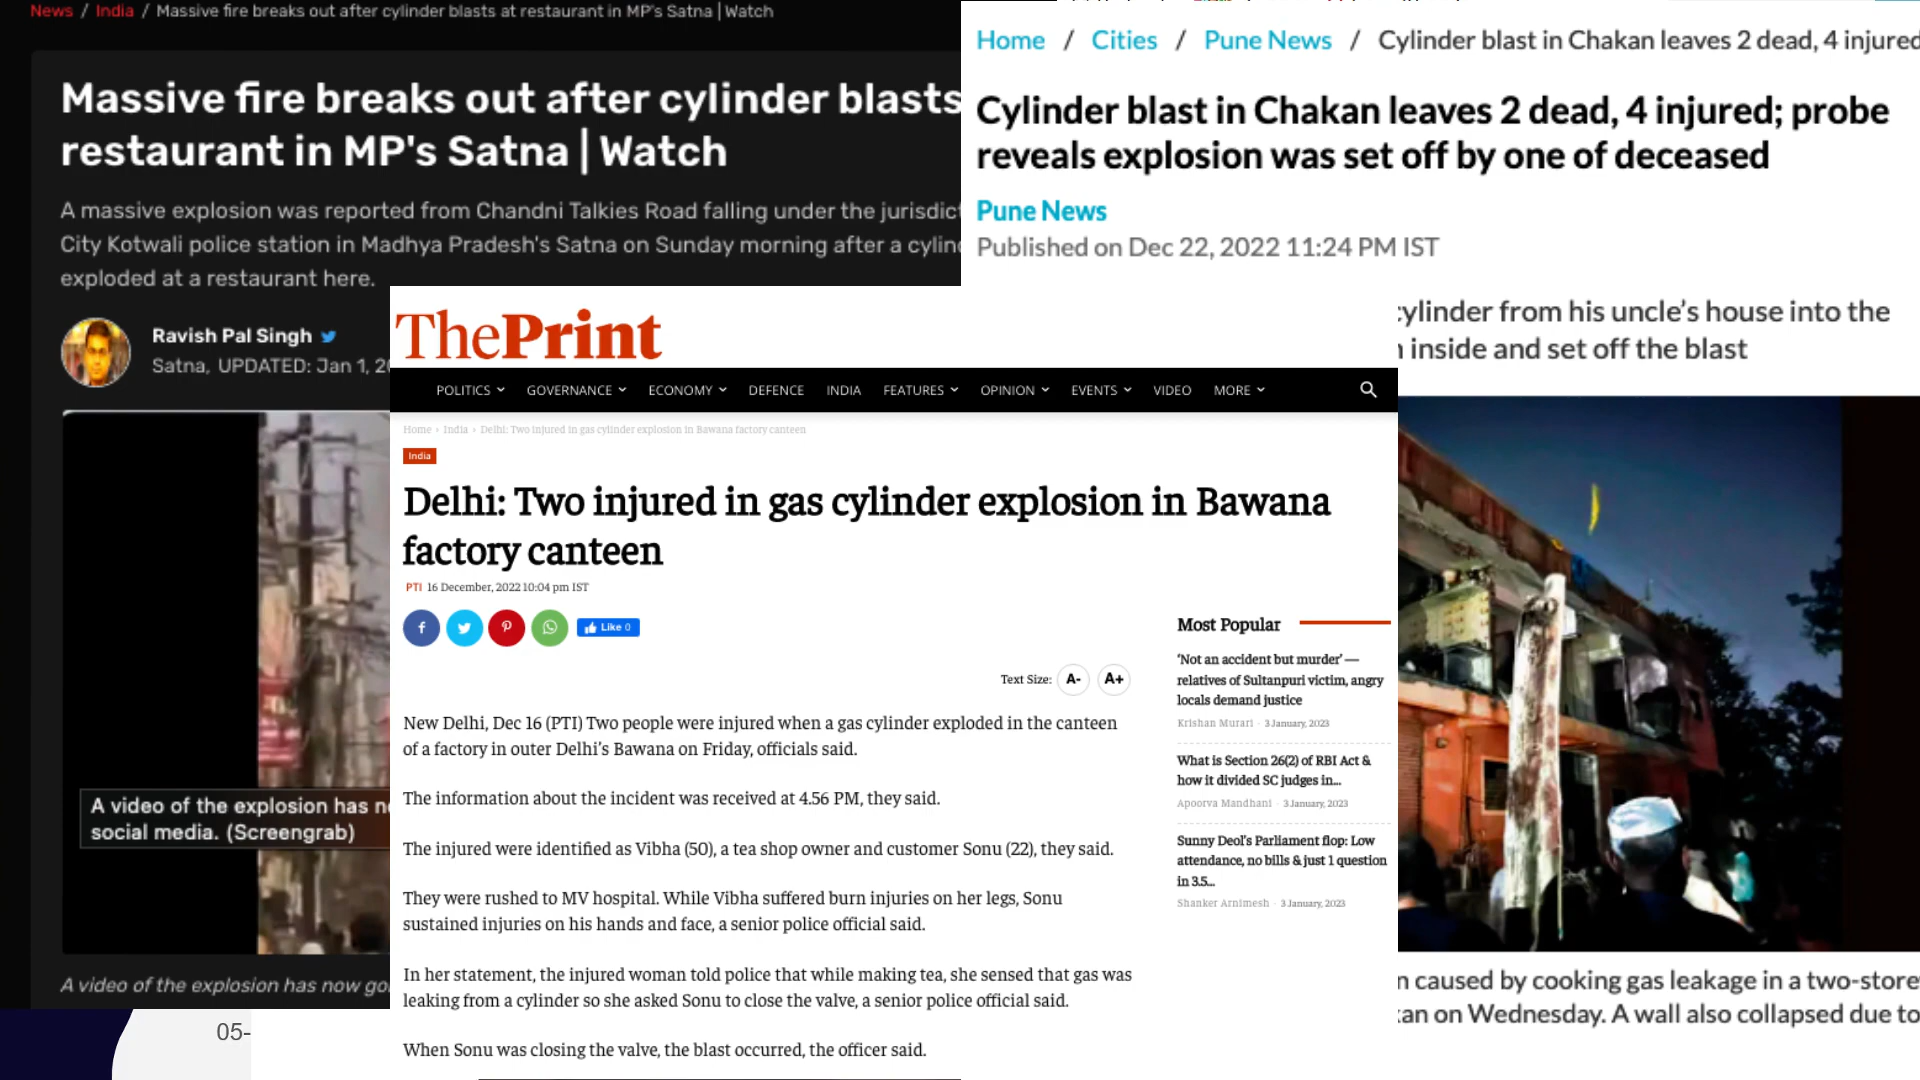 News / India / Massive fire breaks out after cylinder blasts at restaurant in MP's Satna | Watch
Massive fire breaks out after cylinder blasts
restaurant in MP's Satna | Watch
A massive explosion was reported from Chandni Talkies Road falling under the
City Kotwali police station in Madhya Pradesh's Satna on Sunday morning after a
exploded at a restaurant here.
Ravish Pal Singh
Satna, UPDATED: Jan 1, 20
A video of the explosion has
social media. (Screengrab)
A video of the explosion has now
05-
Home / Cities / Pune News / Cylinder blast in Chakan leaves 2 dead, 4 injured
Cylinder blast in Chakan leaves 2 dead, 4 injured; probe
reveals explosion was set off by one of deceased
Pune News
Published on Dec 22, 2022 11:24 PM IST
cylinder from his uncle's house into the
inside and set off the blast
caused by cooking gas leakage in a
on Wednesday. A wall also collapsed due to
ThePrint
POLITICS GOVERNANCE ECONOMY DEFENCE INDIA FEATURES OPINION EVENTS VIDEO MORE
Home › India › Delhi: Two injured in gas cylinder explosion in Bawana factory canteen
India
Delhi: Two injured in gas cylinder explosion in Bawana
factory canteen
PTI 16 December, 2022 10:04 pm IST
Like 0
Text Size: A- A+
New Delhi, Dec 16 (PTI) Two people were injured when a gas cylinder exploded in the canteen
of a factory in outer Delhi's Bawana on Friday, officials said.
The information about the incident was received at 4.56 PM, they said.
The injured were identified as Vibha (50), a tea shop owner and customer Sonu (22), they said.
They were rushed to MV hospital. While Vibha suffered burn injuries on her legs, Sonu
sustained injuries on his hands and face, a senior police official said.
In her statement, the injured woman told police that while making tea, she sensed that gas was
leaking from a cylinder so she asked Sonu to close the valve, a senior police official said.
When Sonu was closing the valve, the blast occurred, the officer said.
Most Popular
'Not an accident but murder' —
relatives of Sultanpuri victim, angry
locals demand justice
Krishan Murari - 3 January, 2023
What is Section 26(2) of RBI Act &
how it divided SC judges in...
Apoorva Mandhani - 3 January, 2023
Sunny Deol's Parliament flop: Low
attendance, no bills & just 1 question
in 3.5...
Shanker Arnimesh - 3 January, 2023